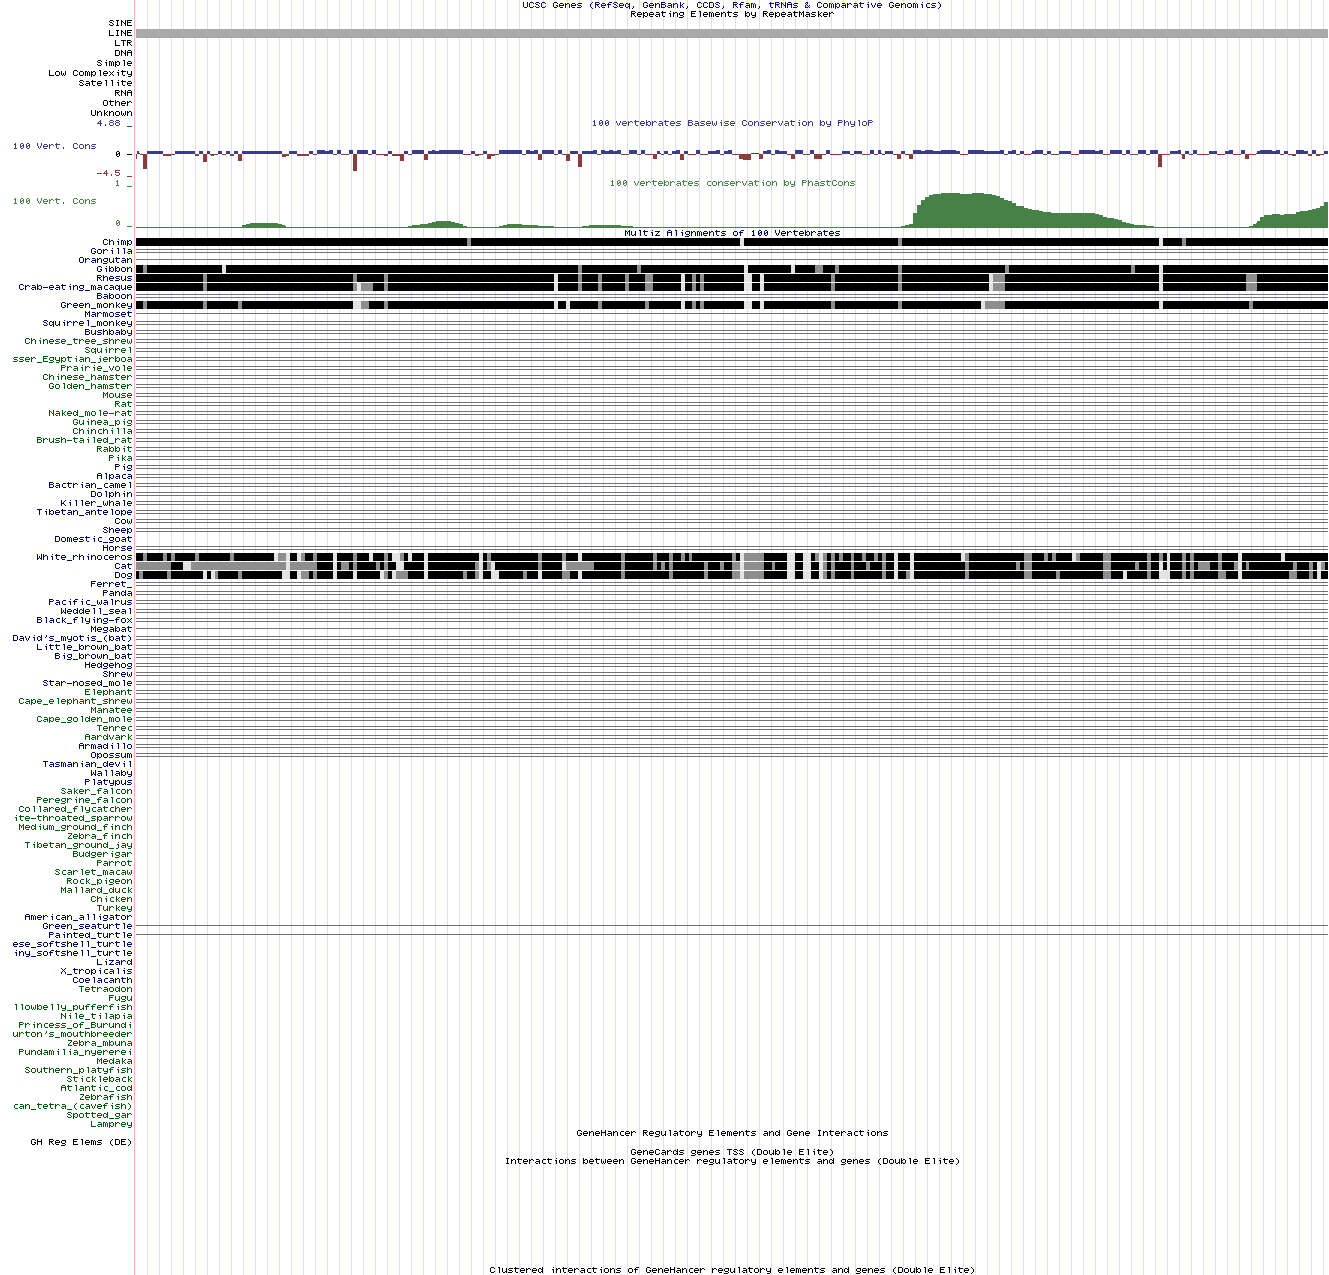 UCSC Genes (RefSeq, GenBank, CCDS, Rfam, tRNAs & Comparative Genomics)
Repeating Elements by RepeatMasker
SINE
LINE
LTR
DNA
Simple
Low Complexity
Satellite
RNA
Other
Unknown
100 vertebrates Basewise Conservation by PhyloP
4.88 _
100 Vert. Cons
0 _
-4.5 _
100 vertebrates conservation by PhastCons
1 _
100 Vert. Cons
0 _
Multiz Alignments of 100 Vertebrates
Chimp
Gorilla
Orangutan
Gibbon
Rhesus
Crab-eating_macaque
Baboon
Green_monkey
Marmoset
Squirrel_monkey
Bushbaby
Chinese_tree_shrew
Squirrel
sser_Egyptian_jerboa
Prairie_vole
Chinese_hamster
Golden_hamster
Mouse
Rat
Naked_mole-rat
Guinea_pig
Chinchilla
Brush-tailed_rat
Rabbit
Pika
Pig
Alpaca
Bactrian_camel
Dolphin
Killer_whale
Tibetan_antelope
Cow
Sheep
Domestic_goat
Horse
White_rhinoceros
Cat
Dog
Ferret_
Panda
Pacific_walrus
Weddell_seal
Black_flying-fox
Megabat
David's_myotis_(bat)
Little_brown_bat
Big_brown_bat
Hedgehog
Shrew
Star-nosed_mole
Elephant
Cape_elephant_shrew
Manatee
Cape_golden_mole
Tenrec
Aardvark
Armadillo
Opossum
Tasmanian_devil
Wallaby
Platypus
Saker_falcon
Peregrine_falcon
Collared_flycatcher
ite-throated_sparrow
Medium_ground_finch
Zebra_finch
Tibetan_ground_jay
Budgerigar
Parrot
Scarlet_macaw
Rock_pigeon
Mallard_duck
Chicken
Turkey
American_alligator
Green_seaturtle
Painted_turtle
ese_softshell_turtle
iny_softshell_turtle
Lizard
X_tropicalis
Coelacanth
Tetraodon
Fugu
llowbelly_pufferfish
Nile_tilapia
Princess_of_Burundi
urton's_mouthbreeder
Zebra_mbuna
Pundamilia_nyererei
Medaka
Southern_platyfish
Stickleback
Atlantic_cod
Zebrafish
can_tetra_(cavefish)
Spotted_gar
Lamprey
GeneHancer Regulatory Elements and Gene Interactions
GH Reg Elems (DE)
GeneCards genes TSS (Double Elite)
Interactions between GeneHancer regulatory elements and genes (Double Elite)
Clustered interactions of GeneHancer regulatory elements and genes (Double Elite)